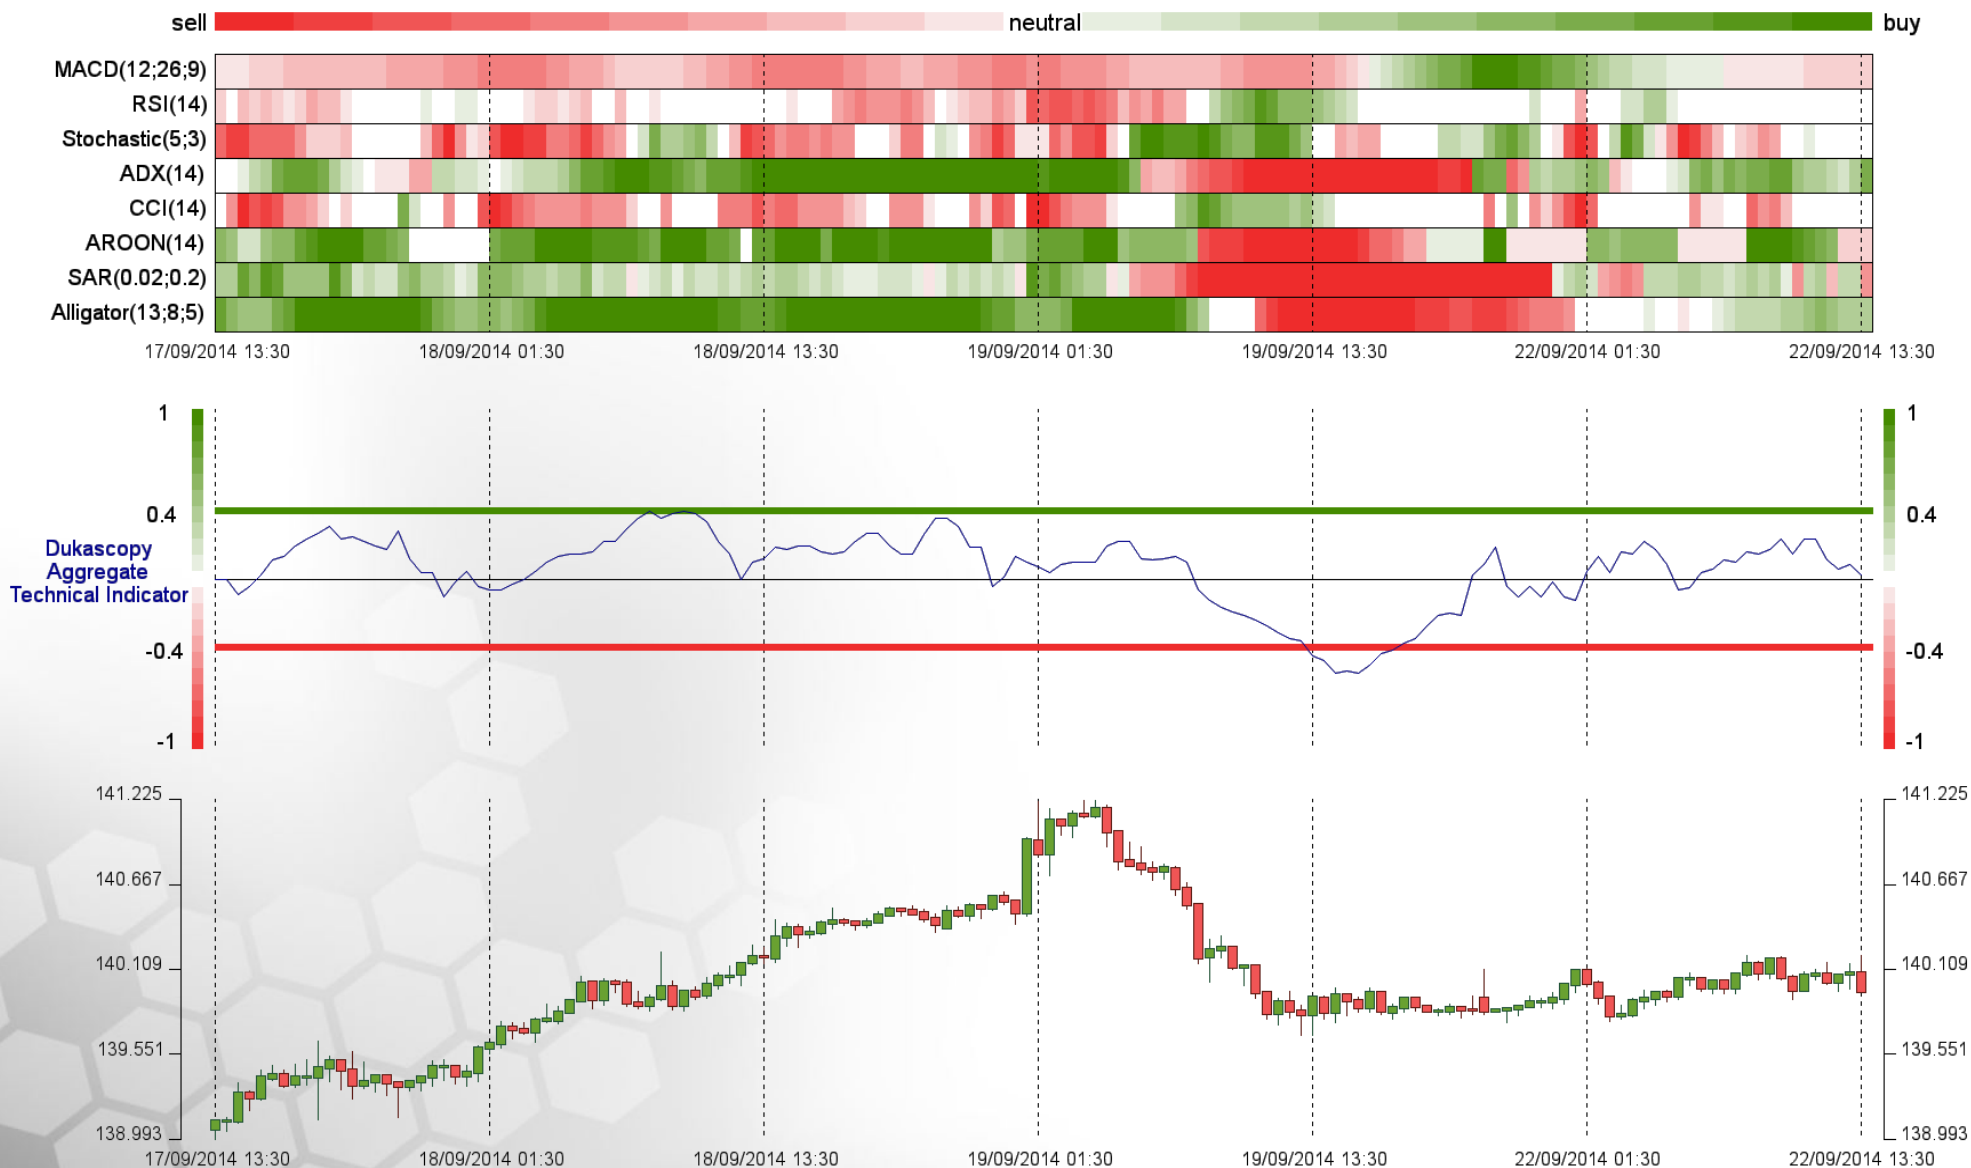 sell neutral buy
MACD(12;26;9)
RSI(14)
Stochastic(5;3)
ADX(14)
CCI(14)
AROON(14)
SAR(0.02;0.2)
Alligator(13;8;5)
17/09/2014 13:30 18/09/2014 01:30 18/09/2014 13:30 19/09/2014 01:30 19/09/2014 13:30 22/09/2014 01:30 22/09/2014 13:30
1 1
0.4 0.4
Dukascopy
Aggregate
Technical Indicator
-0.4 -0.4
-1 -1
141.225 141.225
140.667 140.667
140.109 140.109
139.551 139.551
138.993 138.993
17/09/2014 13:30 18/09/2014 01:30 18/09/2014 13:30 19/09/2014 01:30 19/09/2014 13:30 22/09/2014 01:30 22/09/2014 13:30